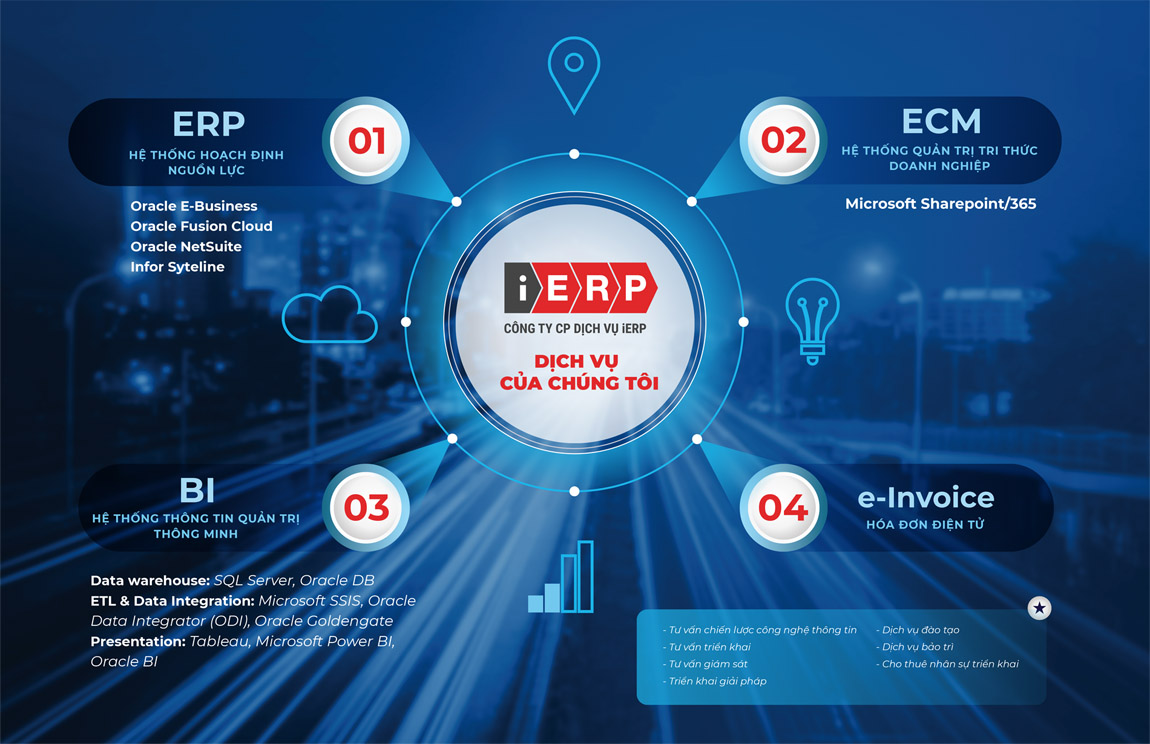 ERP
HỆ THỐNG HOẠCH ĐỊNH
NGUỒN LỰC
01
Oracle E-Business
Oracle Fusion Cloud
Oracle NetSuite
Infor Syteline
02
ECM
HỆ THỐNG QUẢN TRỊ TRI THỨC
DOANH NGHIỆP
Microsoft Sharepoint/365
iERP
CÔNG TY CP DỊCH VỤ iERP
DỊCH VỤ
CỦA CHÚNG TÔI
BI
HỆ THỐNG THÔNG TIN QUẢN TRỊ
THÔNG MINH
03
Data warehouse: SQL Server, Oracle DB
ETL & Data Integration: Microsoft SSIS, Oracle
Data Integrator (ODI), Oracle Goldengate
Presentation: Tableau, Microsoft Power BI,
Oracle BI
04
e-Invoice
HÓA ĐƠN ĐIỆN TỬ
- Tư vấn chiến lược công nghệ thông tin
- Tư vấn triển khai
- Tư vấn giám sát
- Triển khai giải pháp
- Dịch vụ đào tạo
- Dịch vụ bảo trì
- Cho thuê nhân sự triển khai